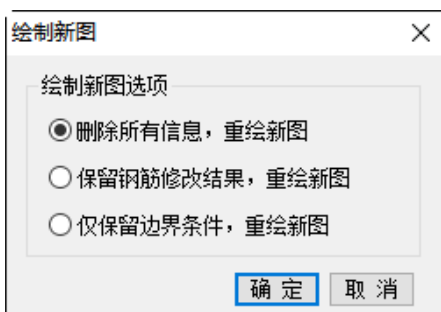 绘制新图
绘制新图选项
删除所有信息，重绘新图
保留钢筋修改结果，重绘新图
仅保留边界条件，重绘新图
确定 取消